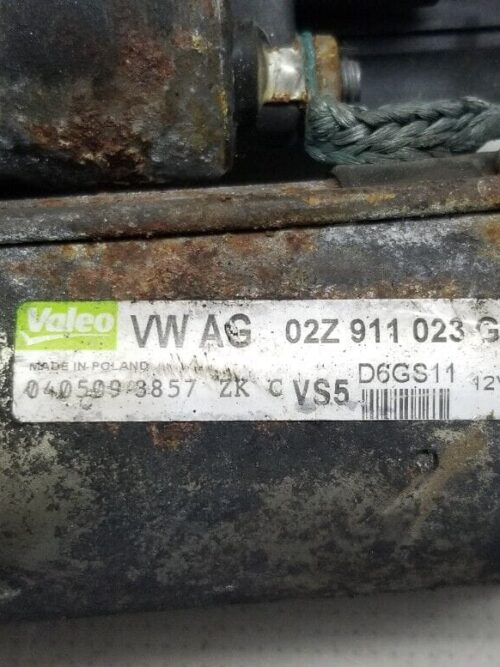 Valeo VW AG 02Z 911 023 G
MADE IN POLAND D6GS11 12V
040509 3857 ZK C VS5